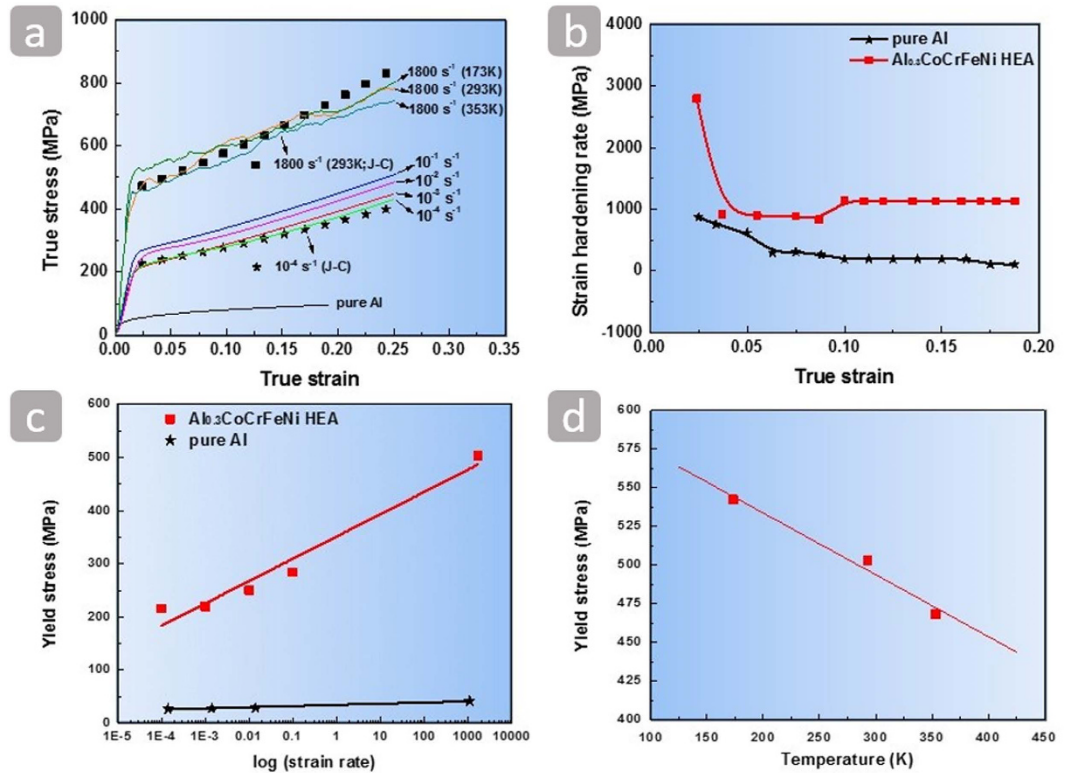 a
1000
800
600
400
200
0
0.00 0.05 0.10 0.15 0.20 0.25 0.30 0.35
True stress (MPa)
True strain
1800 s⁻¹ (173K)
1800 s⁻¹ (293K)
1800 s⁻¹ (353K)
1800 s⁻¹ (293K;J-C)
10⁻¹ s⁻¹
10⁻² s⁻¹
10⁻³ s⁻¹
10⁻⁴ s⁻¹
10⁻⁴ s⁻¹ (J-C)
pure Al
b
4000
3000
2000
1000
0
-1000
0.00 0.05 0.10 0.15 0.20
Strain hardening rate (MPa)
True strain
pure Al
Al₀.₃CoCrFeNi HEA
c
600
500
400
300
200
100
0
1E-5 1E-4 1E-3 0.01 0.1 1 10 100 1000 10000
Yield stress (MPa)
log (strain rate)
Al₀.₃CoCrFeNi HEA
pure Al
d
600
575
550
525
500
475
450
425
400
100 150 200 250 300 350 400 450
Yield stress (MPa)
Temperature (K)